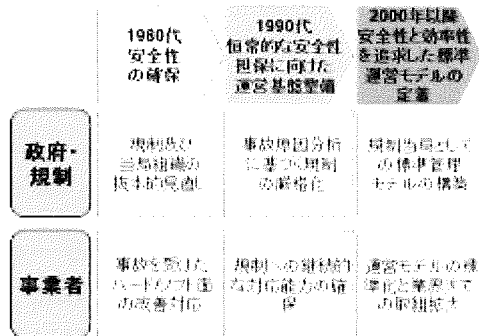 1980代
安全性
の確保
1990代
恒常的な安全性
担保に向けた
運営基盤整備
2000年以降
安全性と効率性
を追求した標準
運営モデルの
定着
政府・
規制
規制及び
当局組織の
抜本的見直し
事故原因分析
に基づく規制
の厳格化
規制当局として
の標準管理
モデルの構築
事業者
事故を受けた
ハード/ソフト面
の改善対応
規制への継続的
な対応能力の確
保
運営モデルの標
準化と業界大での
取組拡大